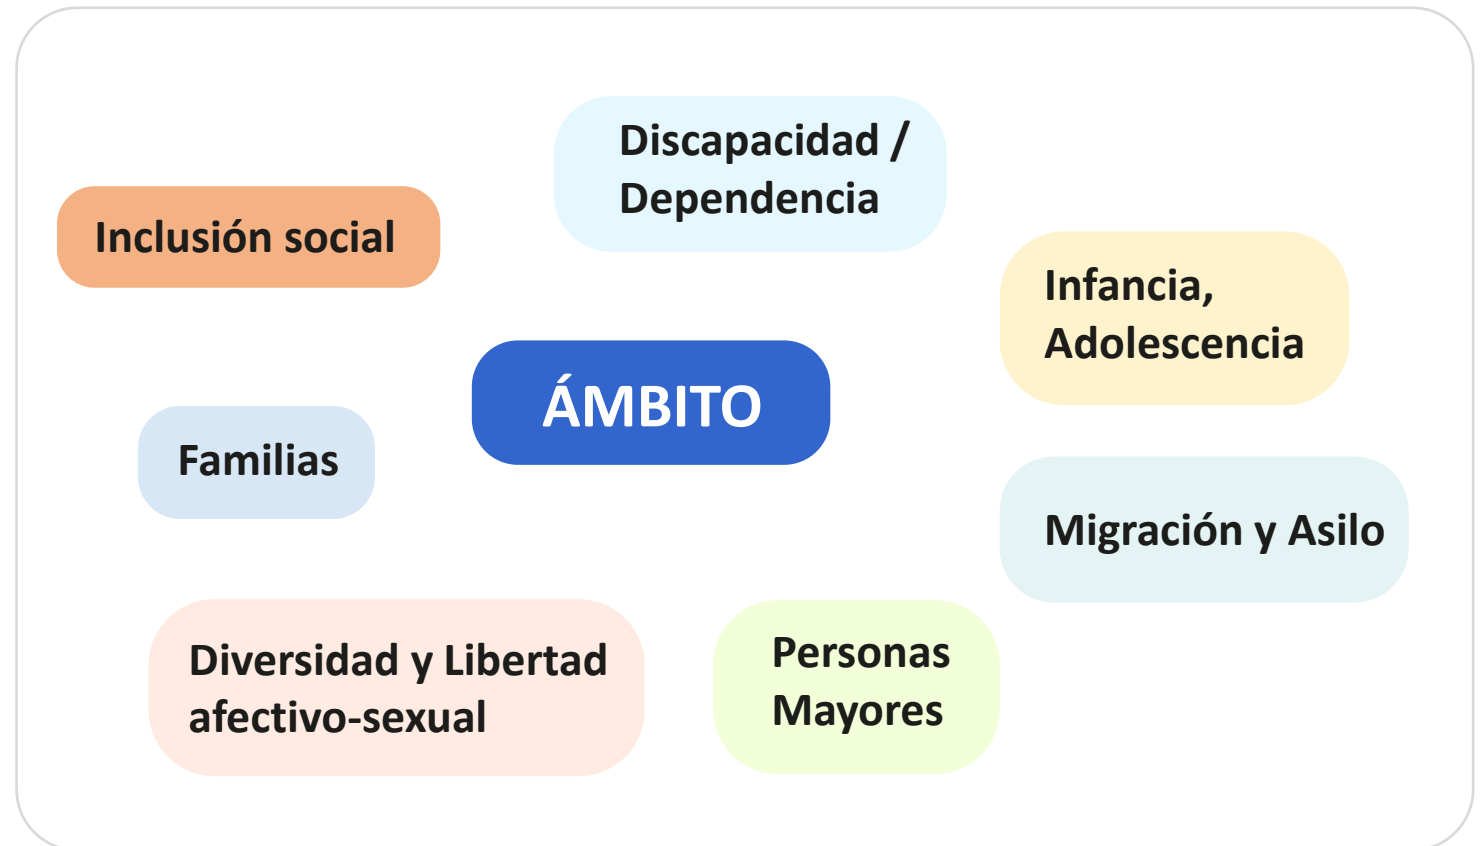 Discapacidad /
Dependencia
Inclusión social
Infancia,
Adolescencia
ÁMBITO
Familias
Migración y Asilo
Diversidad y Libertad
afectivo-sexual
Personas
Mayores